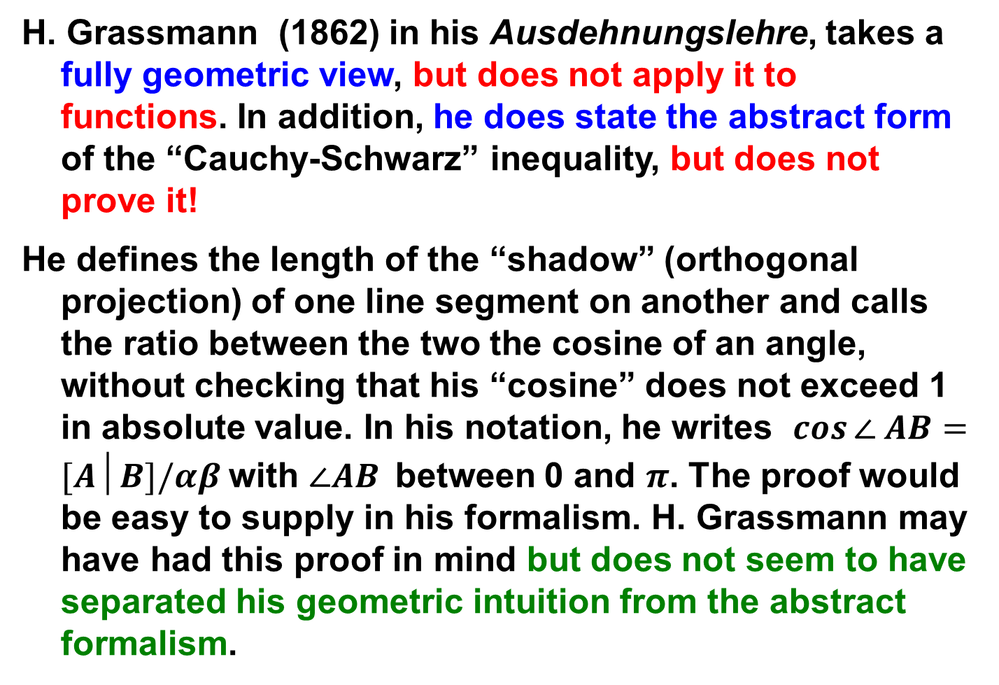 H. Grassmann (1862) in his Ausdehnungslehre, takes a
fully geometric view, but does not apply it to
functions. In addition, he does state the abstract form
of the “Cauchy-Schwarz” inequality, but does not
prove it!
He defines the length of the “shadow” (orthogonal
projection) of one line segment on another and calls
the ratio between the two the cosine of an angle,
without checking that his “cosine” does not exceed 1
in absolute value. In his notation, he writes cos ∠ AB =
[A│B]/αβ with ∠AB between 0 and π. The proof would
be easy to supply in his formalism. H. Grassmann may
have had this proof in mind but does not seem to have
separated his geometric intuition from the abstract
formalism.